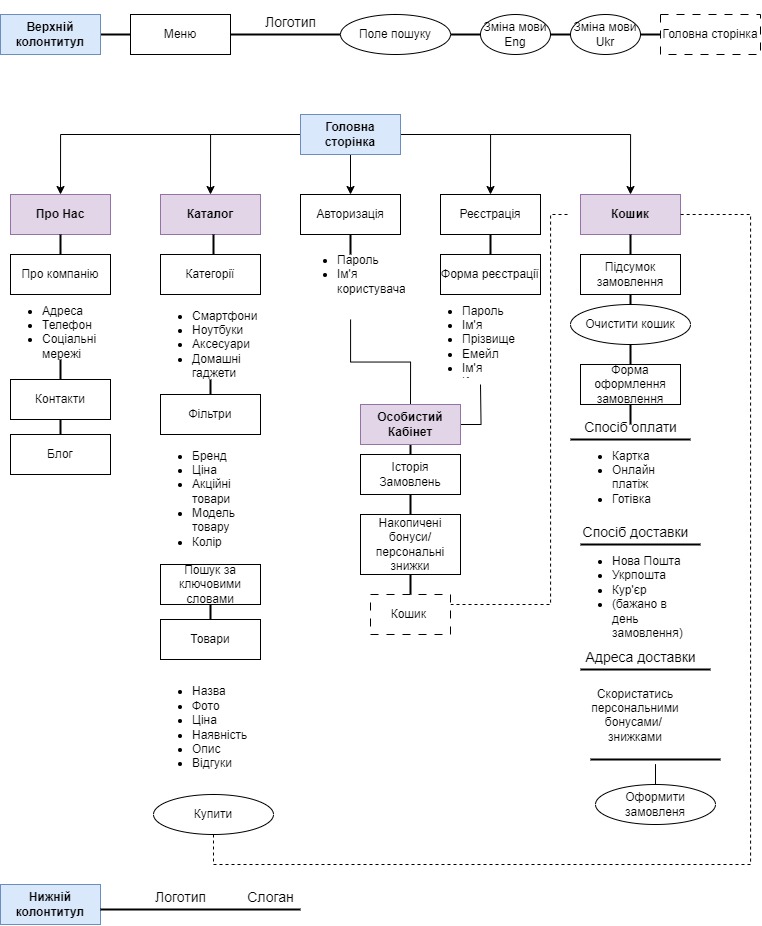 Верхній
колонтитул
Меню
Логотип
Поле пошуку
Зміна мови
Eng
Зміна мови
Ukr
Головна сторінка
Головна
сторінка
Про Нас
Про компанію
Адреса
Телефон
Соціальні
мережі
Контакти
Блог
Каталог
Категорії
Смартфони
Ноутбуки
Аксесуари
Домашні
гаджети
Фільтри
Бренд
Ціна
Акційні
товари
Модель
товару
Колір
Пошук за
ключовими
словами
Товари
Назва
Фото
Ціна
Наявність
Опис
Відгуки
Купити
Авторизація
Пароль
Ім'я
користувача
Реєстрація
Форма реєстрації
Пароль
Ім'я
Прізвище
Емейл
Ім'я
Особистий
Кабінет
Історія
Замовлень
Накопичені
бонуси/
персональні
знижки
Кошик
Кошик
Підсумок
замовлення
Очистити кошик
Форма
оформлення
замовлення
Спосіб оплати
Картка
Онлайн
платіж
Готівка
Спосіб доставки
Нова Пошта
Укрпошта
Кур'єр
(бажано в
день
замовлення)
Адреса доставки
Скористатись
персональними
бонусами/
знижками
Оформити
замовленя
Нижній
колонтитул
Логотип
Слоган